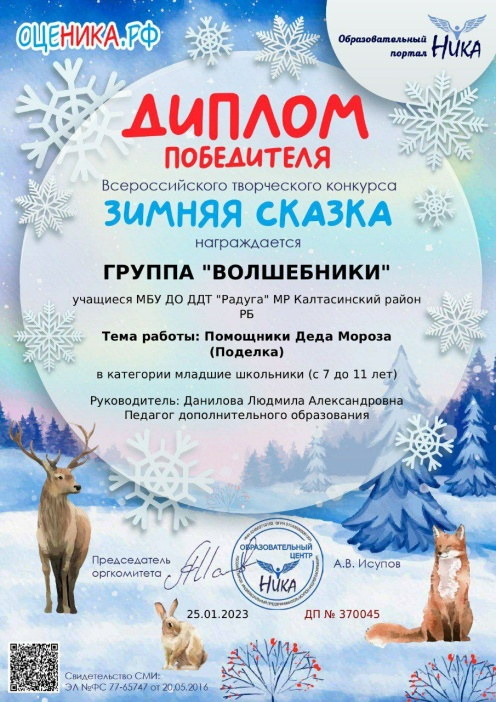 ОЦЕНИКА.РФ
Образовательный
портал НИКА
ДИПЛОМ
ПОБЕДИТЕЛЯ
Всероссийского творческого конкурса
ЗИМНЯЯ СКАЗКА
награждается
ГРУППА "ВОЛШЕБНИКИ"
учащиеся МБУ ДО ДДТ "Радуга" МР Калтасинский район
РБ
Тема работы: Помощники Деда Мороза
(Поделка)
в категории младшие школьники (с 7 до 11 лет)
Руководитель: Данилова Людмила Александровна
Педагог дополнительного образования
Председатель
оргкомитета
ОБРАЗОВАТЕЛЬНЫЙ
ЦЕНТР
НИКА
А.В. Исупов
25.01.2023
ДП № 370045
Свидетельство СМИ:
ЭЛ №ФС 77-65747 от 20.05.2016